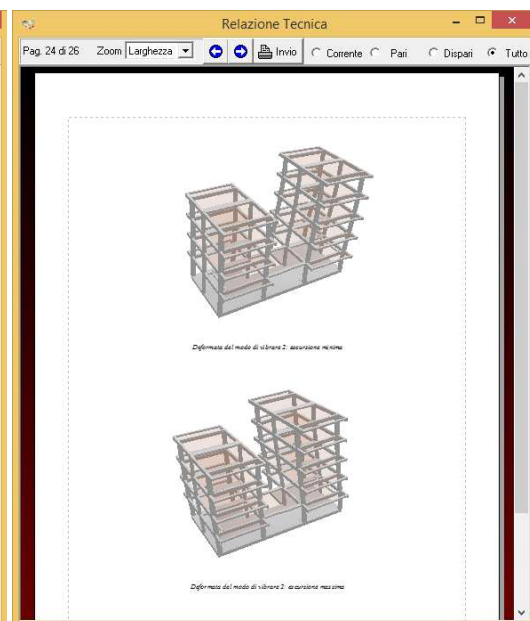 Relazione Tecnica
Pag. 24 di 26 Zoom Larghezza Invio Corrente Pari Dispari Tutto
Deformata del modo di vibrare 2: escursione minima
Deformata del modo di vibrare 2: escursione massima